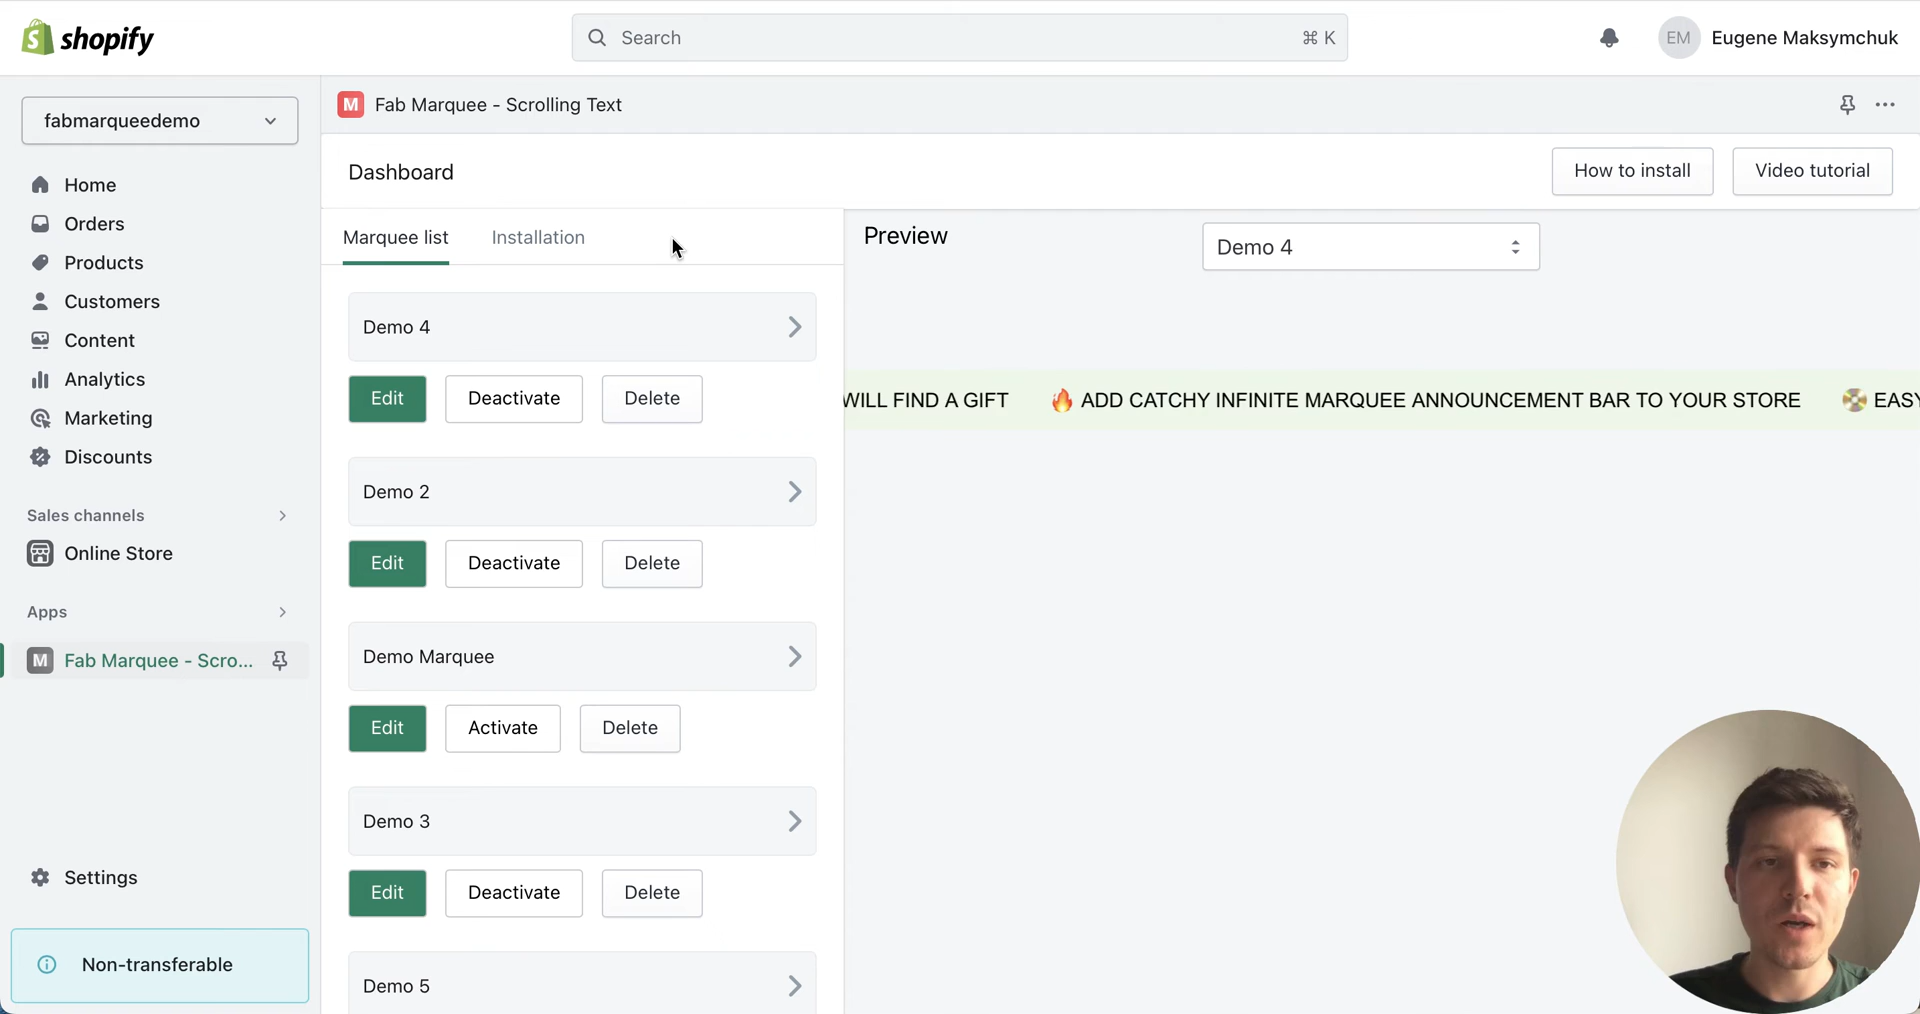 shopify
Search
⌘ K
EM
Eugene Maksymchuk
fabmarqueedemo
Home
Orders
Products
Customers
Content
Analytics
Marketing
Discounts
Sales channels
Online Store
Apps
M
Fab Marquee - Scro...
Settings
Non-transferable
M
Fab Marquee - Scrolling Text
Dashboard
How to install
Video tutorial
Marquee list
Installation
Demo 4
Edit
Deactivate
Delete
Demo 2
Edit
Deactivate
Delete
Demo Marquee
Edit
Activate
Delete
Demo 3
Edit
Deactivate
Delete
Demo 5
Preview
Demo 4
WILL FIND A GIFT 🔥 ADD CATCHY INFINITE MARQUEE ANNOUNCEMENT BAR TO YOUR STORE 📀 EASY